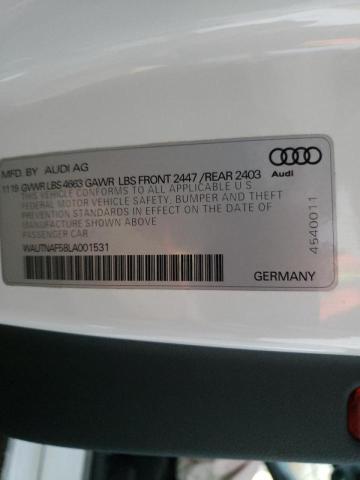 MFD. BY AUDI AG
11 19 GVWR LBS 4663 GAWR LBS FRONT 2447 / REAR 2403
THIS VEHICLE CONFORMS TO ALL APPLICABLE U S
FEDERAL MOTOR VEHICLE SAFETY, BUMPER AND THEFT
PREVENTION STANDARDS IN EFFECT ON THE DATE OF
MANUFACTURE SHOWN ABOVE
PASSENGER CAR
WAUTNAF58LA001531
GERMANY
Audi
4540011